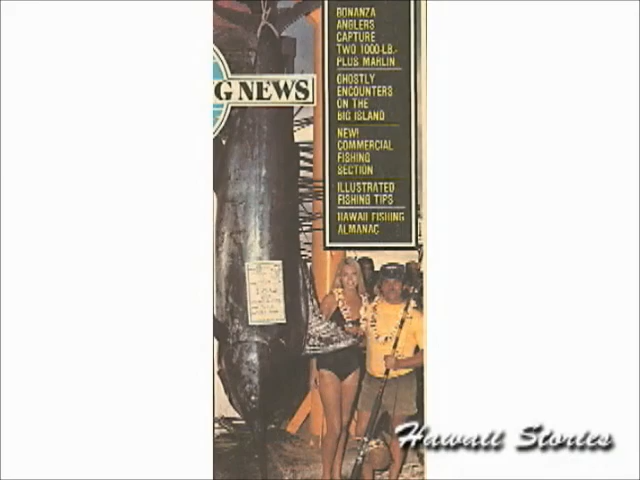 G NEWS
BONANZA
ANGLERS
CAPTURE
TWO 1000-LB.-
PLUS MARLIN
GHOSTLY
ENCOUNTERS
ON THE
BIG ISLAND
NEW!
COMMERCIAL
FISHING
SECTION
ILLUSTRATED
FISHING TIPS
HAWAII FISHING
ALMANAC
Hawaii Stories